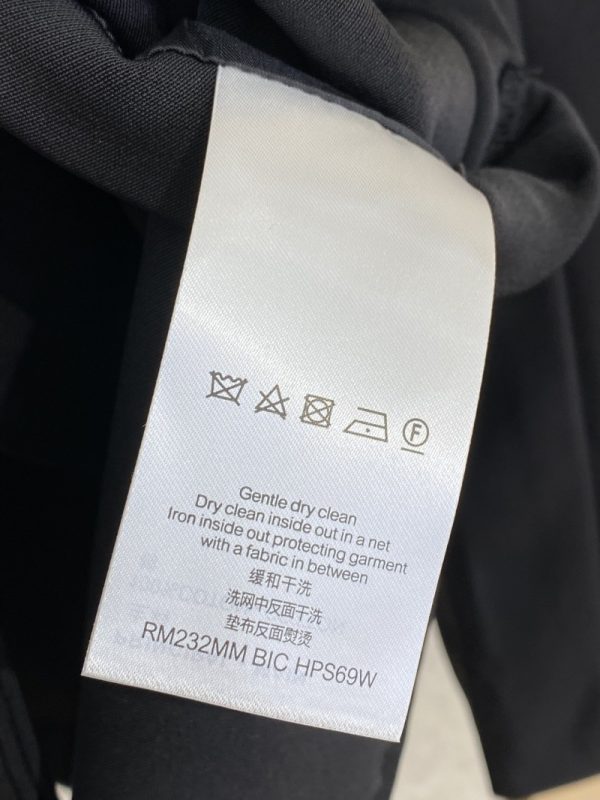 F
Gentle dry clean
Dry clean inside out in a net
Iron inside out protecting garment
with a fabric in between
缓和干洗
洗网中反面干洗
垫布反面熨烫
RM232MM BIC HPS69W